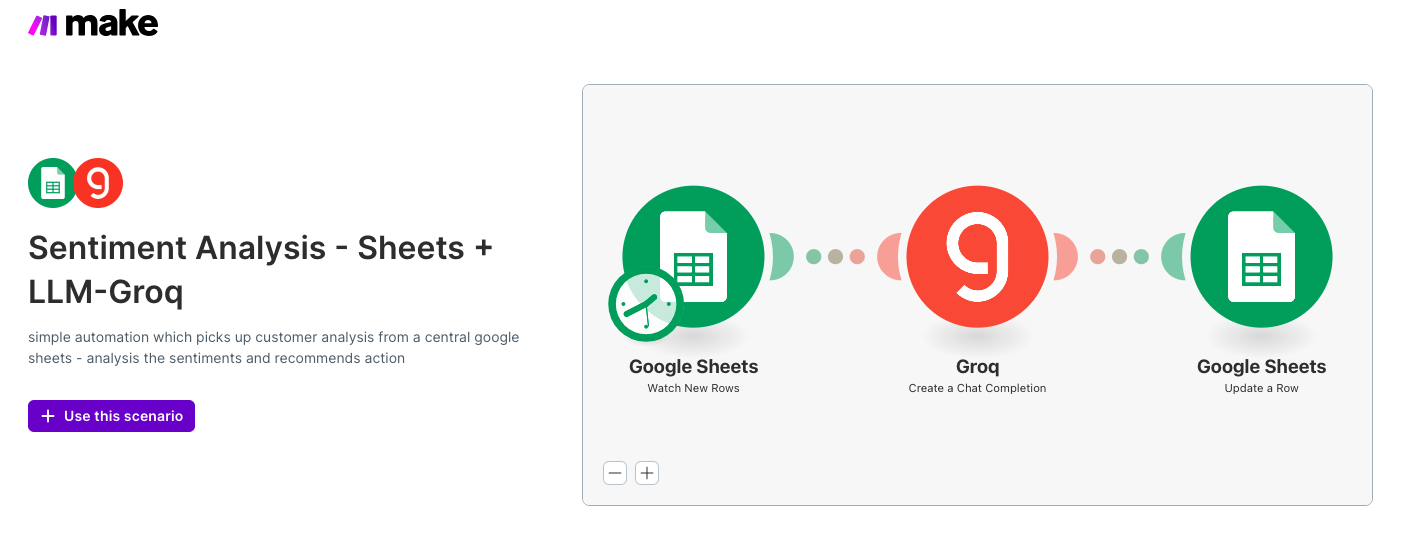 make
Sentiment Analysis - Sheets +
LLM-Groq
simple automation which picks up customer analysis from a central google
sheets - analysis the sentiments and recommends action
Use this scenario
Google Sheets
Watch New Rows
Groq
Create a Chat Completion
Google Sheets
Update a Row